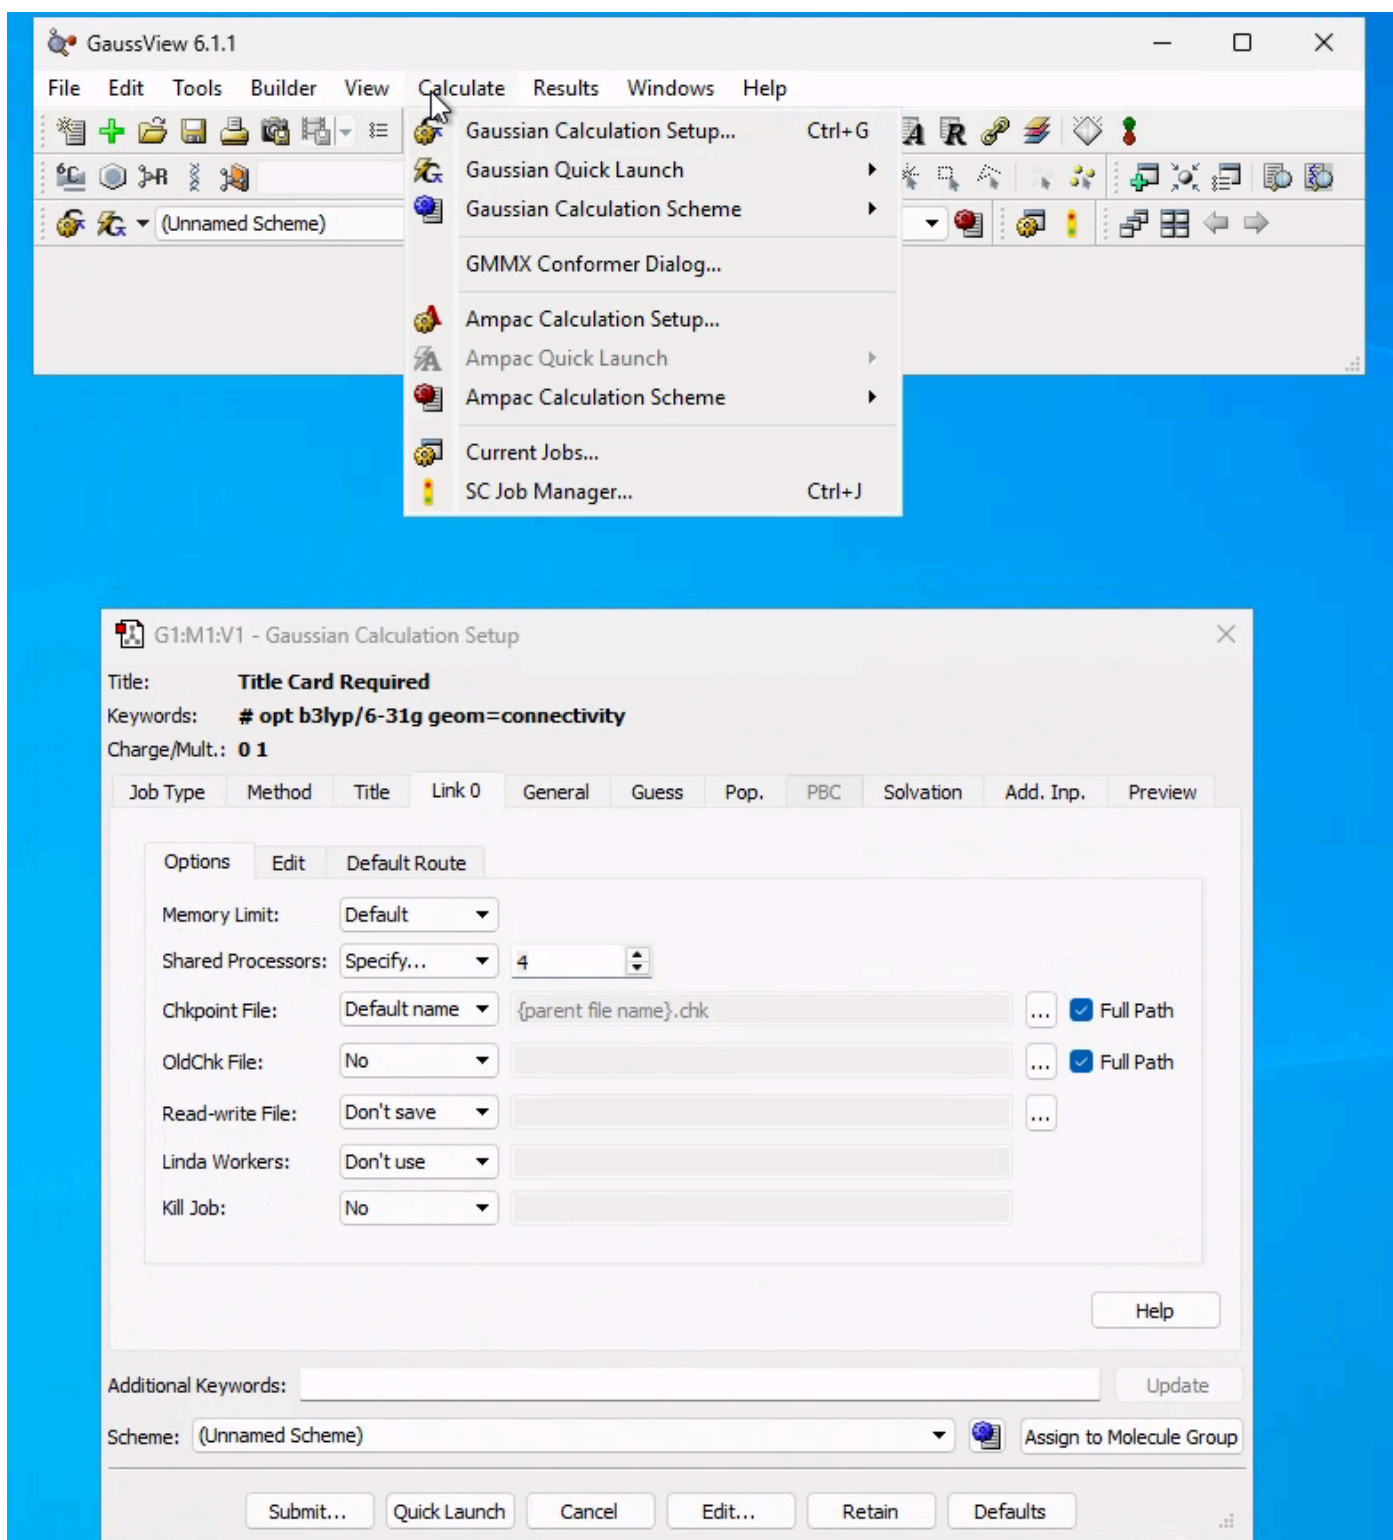 GaussView 6.1.1
File Edit Tools Builder View Calculate Results Windows Help
Gaussian Calculation Setup... Ctrl+G
Gaussian Quick Launch
Gaussian Calculation Scheme
(Unnamed Scheme)
GMMX Conformer Dialog...
Ampac Calculation Setup...
Ampac Quick Launch
Ampac Calculation Scheme
Current Jobs...
SC Job Manager... Ctrl+J
G1:M1:V1 - Gaussian Calculation Setup
Title: Title Card Required
Keywords: # opt b3lyp/6-31g geom=connectivity
Charge/Mult.: 0 1
Job Type Method Title Link 0 General Guess Pop. PBC Solvation Add. Inp. Preview
Options Edit Default Route
Memory Limit: Default
Shared Processors: Specify... 4
Chkpoint File: Default name {parent file name}.chk ... Full Path
OldChk File: No ... Full Path
Read-write File: Don't save ...
Linda Workers: Don't use
Kill Job: No
Help
Additional Keywords: Update
Scheme: (Unnamed Scheme) Assign to Molecule Group
Submit... Quick Launch Cancel Edit... Retain Defaults